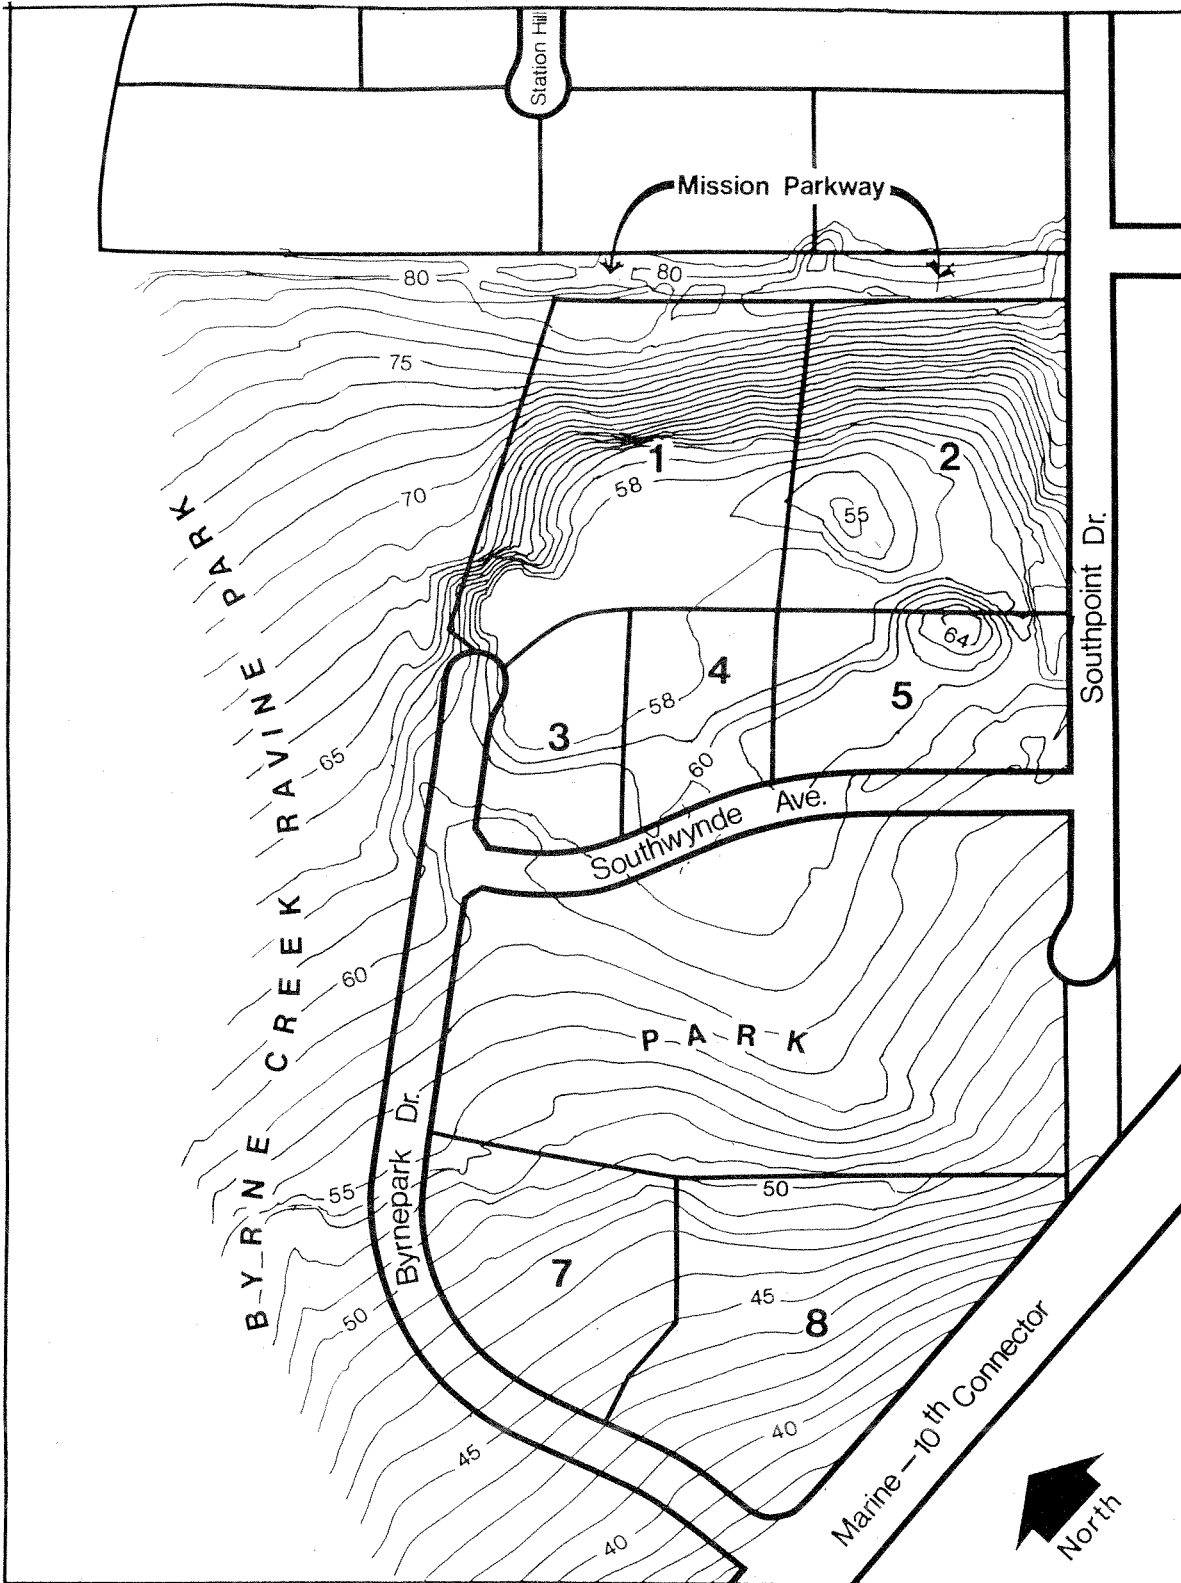 Station Hill
Mission Parkway
80
80
75
1
2
70
58
55
BYRNE CREEK RAVINE PARK
Southpoint Dr.
64
4
5
58
3
65
60
Southwynde Ave.
60
PARK
Byrnepark Dr.
55
50
7
45
8
50
Marine - 10th Connector
40
45
40
North